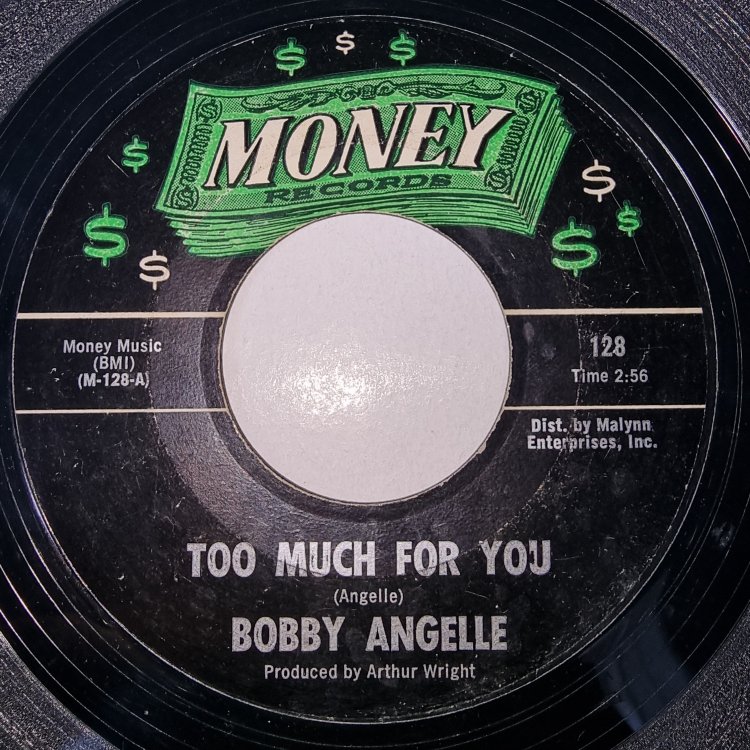 $ $ $
MONEY
RECORDS
$ $ $ $
$ $
Money Music
(BMI)
(M-128-A)
128
Time 2:56
Dist. by Malynn
Enterprises, Inc.
TOO MUCH FOR YOU
(Angelle)
BOBBY ANGELLE
Produced by Arthur Wright